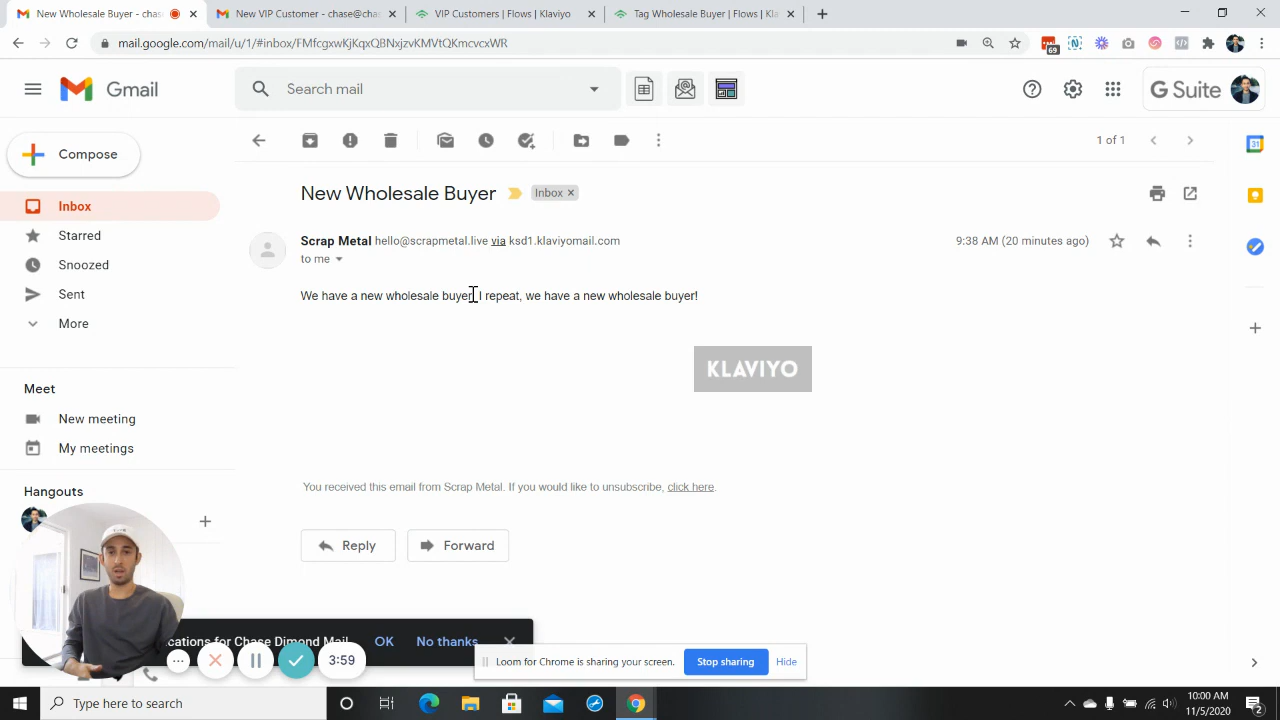 New Wholesale Buyer - chase
New VIP Customer - chase@cha
VIP Customers | Flows | Klaviyo
Tag Wholesale Buyer | Flows | Kla
mail.google.com/mail/u/1/#inbox/FMfcgxwKjKqxQBNxjzvKMVtQKmcvcxWR
69
Gmail
Search mail
G Suite
Compose
1 of 1
31
Inbox
Starred
Snoozed
Sent
More
New Wholesale Buyer
Inbox
Scrap Metal hello@scrapmetal.live via ksd1.klaviyomail.com
9:38 AM (20 minutes ago)
to me
We have a new wholesale buyer, I repeat, we have a new wholesale buyer!
KLAVIYO
Meet
New meeting
My meetings
Hangouts
You received this email from Scrap Metal. If you would like to unsubscribe, click here.
Reply
Forward
cations for Chase Dimond Mail.
OK
No thanks
3:59
Loom for Chrome is sharing your screen.
Stop sharing
Hide
Type here to search
10:00 AM
11/5/2020
2